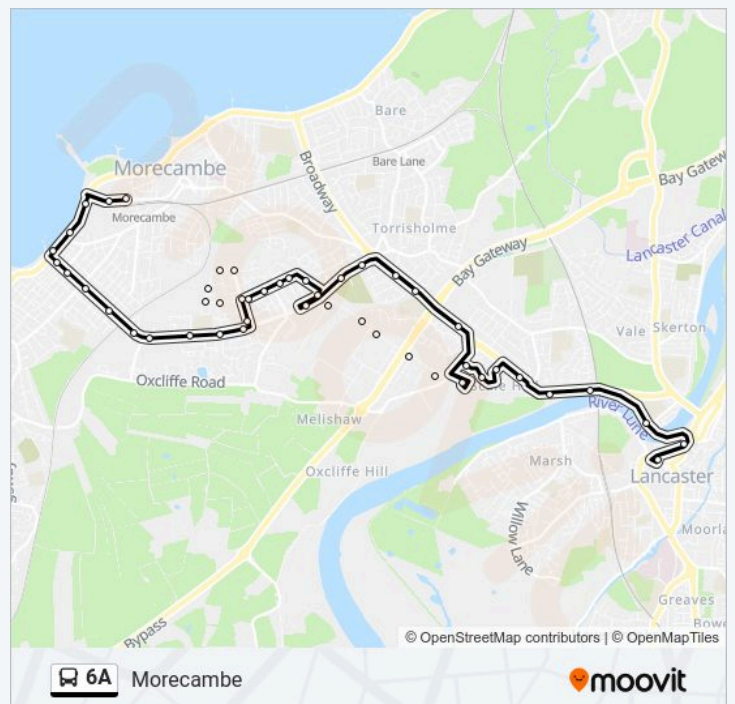 Bare
Morecambe
Bare Lane
Broadway
Bay Gatew
Morecambe
Torrisholme
Lancaster Canal
Bay Gateway
Vale
Skerton
Oxcliffe Road
River Lune
Melishaw
Marsh
Oxcliffe Hill
Lancaster
Willow Lane
Moorla
Greaves
Bowe
Bypass
© OpenStreetMap contributors | © OpenMapTiles
6A Morecambe
moovit